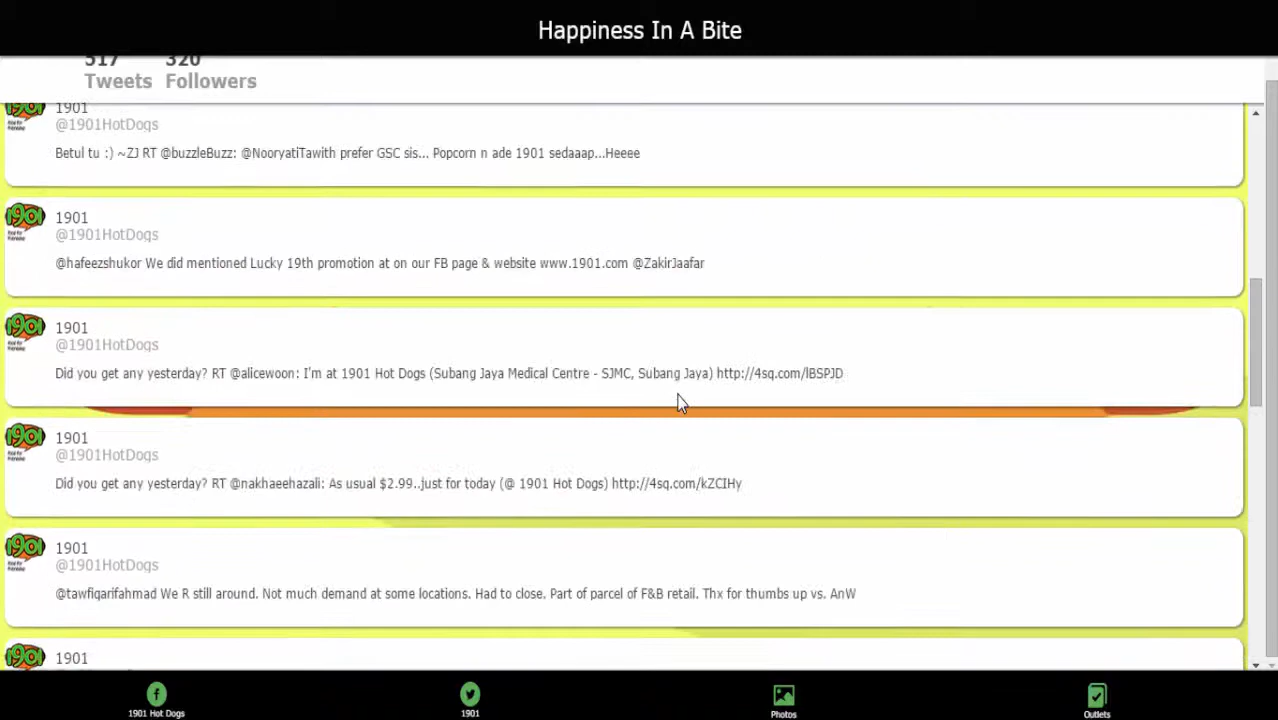 Happiness In A Bite
517 320
Tweets Followers
1901
@1901HotDogs
Betul tu :) ~ZJ RT @buzzleBuzz: @NooryatiTawith prefer GSC sis... Popcorn n ade 1901 sedaaap...Heeee
1901
1901
@1901HotDogs
@hafeezshukor We did mentioned Lucky 19th promotion at on our FB page & website www.1901.com @ZakirJaafar
1901
1901
@1901HotDogs
Did you get any yesterday? RT @alicewoon: I'm at 1901 Hot Dogs (Subang Jaya Medical Centre - SJMC, Subang Jaya) http://4sq.com/lBSPJD
1901
1901
@1901HotDogs
Did you get any yesterday? RT @nakhaeehazali: As usual $2.99..just for today (@ 1901 Hot Dogs) http://4sq.com/kZCIHy
1901
1901
@1901HotDogs
@tawfiqarifahmad We R still around. Not much demand at some locations. Had to close. Part of parcel of F&B retail. Thx for thumbs up vs. AnW
1901
1901
1901 Hot Dogs
1901
Photos
Outlets